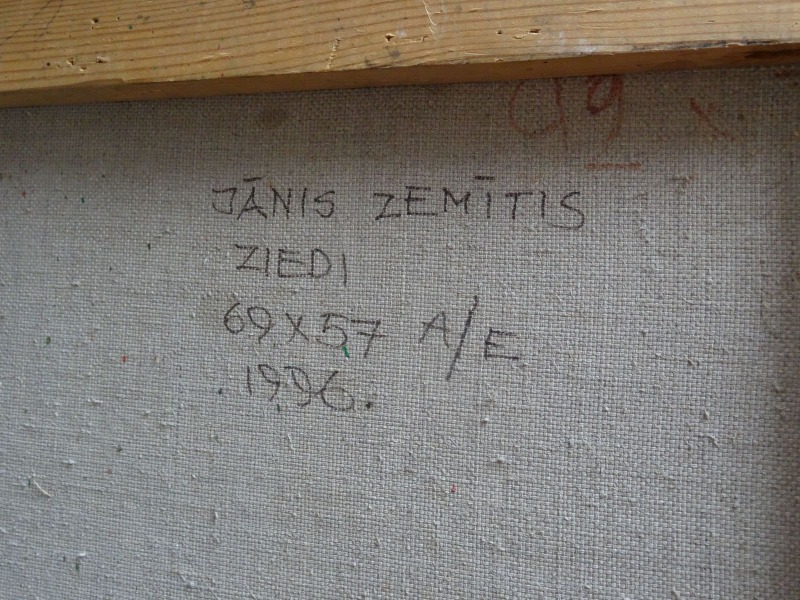 JĀNIS ZEMĪTIS
ZIEDI
69X57 A/E
1996.